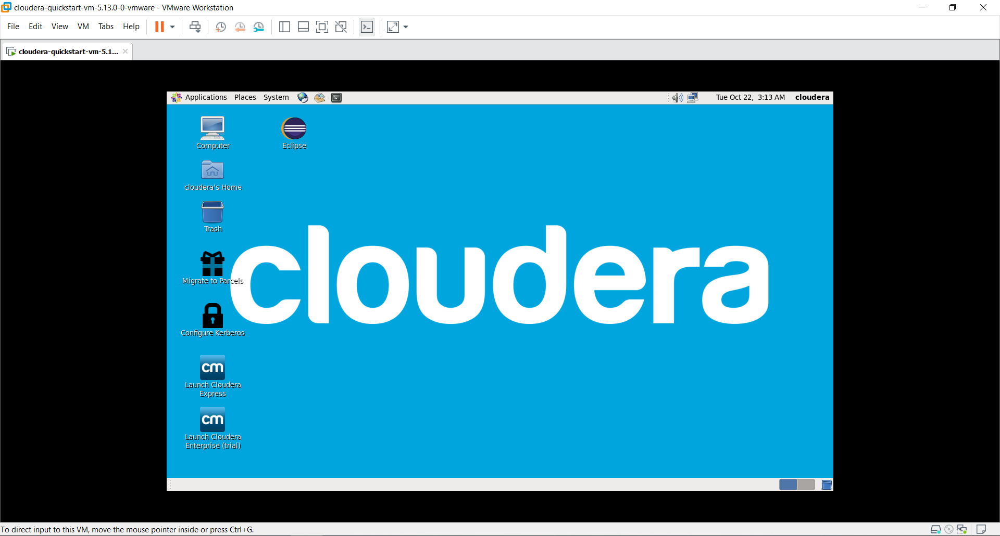 cloudera-quickstart-vm-5.13.0-0-vmware - VMware Workstation
File Edit View VM Tabs Help
cloudera-quickstart-vm-5.1...
Applications Places System Tue Oct 22, 3:13 AM cloudera
Computer
Eclipse
cloudera's Home
Trash
cloudera
Migrate to Parcels
Configure Kerberos
cm
Launch Cloudera
Express
cm
Launch Cloudera
Enterprise (trial)
To direct input to this VM, move the mouse pointer inside or press Ctrl+G.